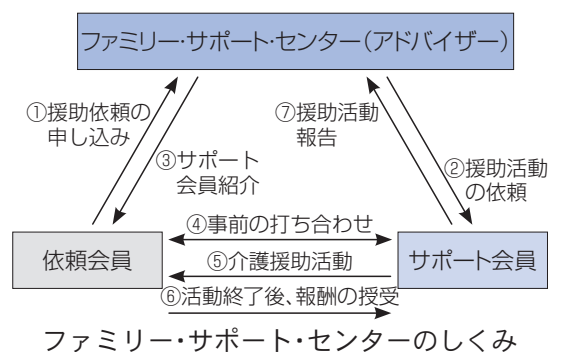 ファミリー・サポート・センター（アドバイザー）
①援助依頼の
申し込み
⑦援助活動
報告
③サポート
会員紹介
②援助活動
の依頼
④事前の打ち合わせ
依頼会員
⑤介護援助活動
サポート会員
⑥活動終了後、報酬の授受
ファミリー・サポート・センターのしくみ